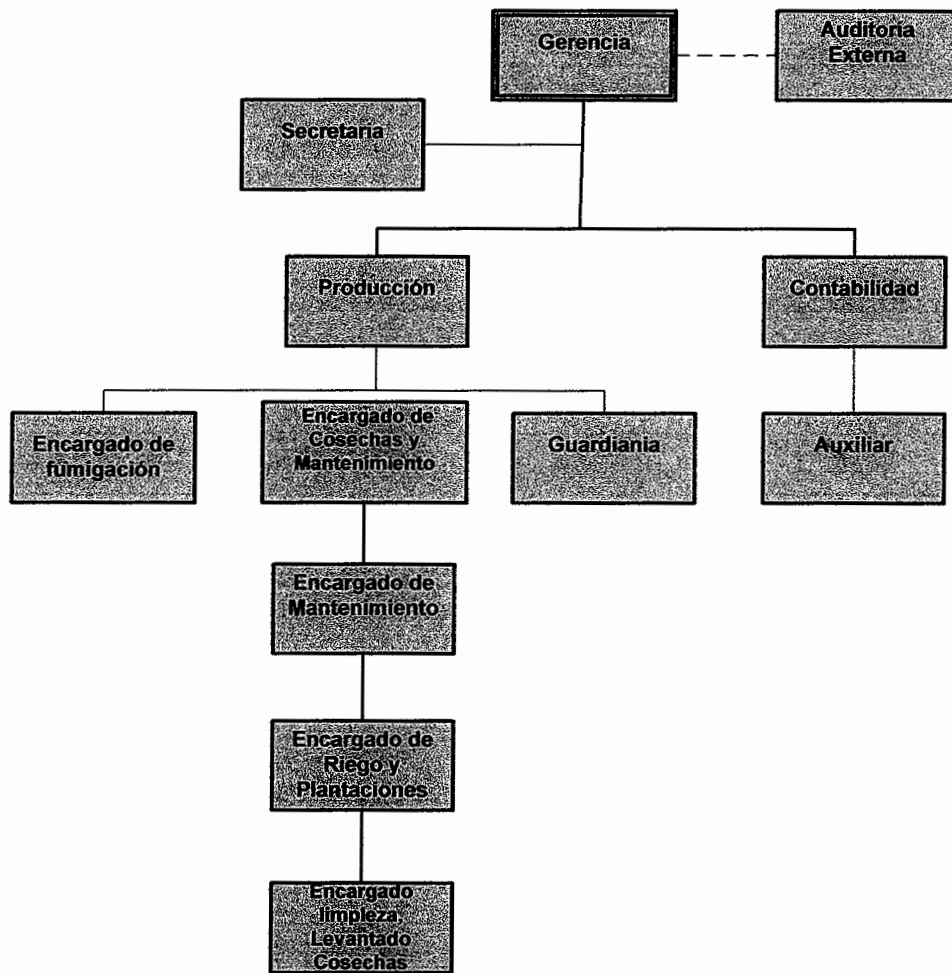 Gerencia
Auditoria
Externa
Secretaria
Producción
Contabilidad
Encargado de
fumigación
Encargado de
Cosechas y
Mantenimiento
Guardiania
Auxiliar
Encargado de
Mantenimiento
Encargado de
Riego y
Plantaciones
Encargado
limpieza,
Levantado
Cosechas